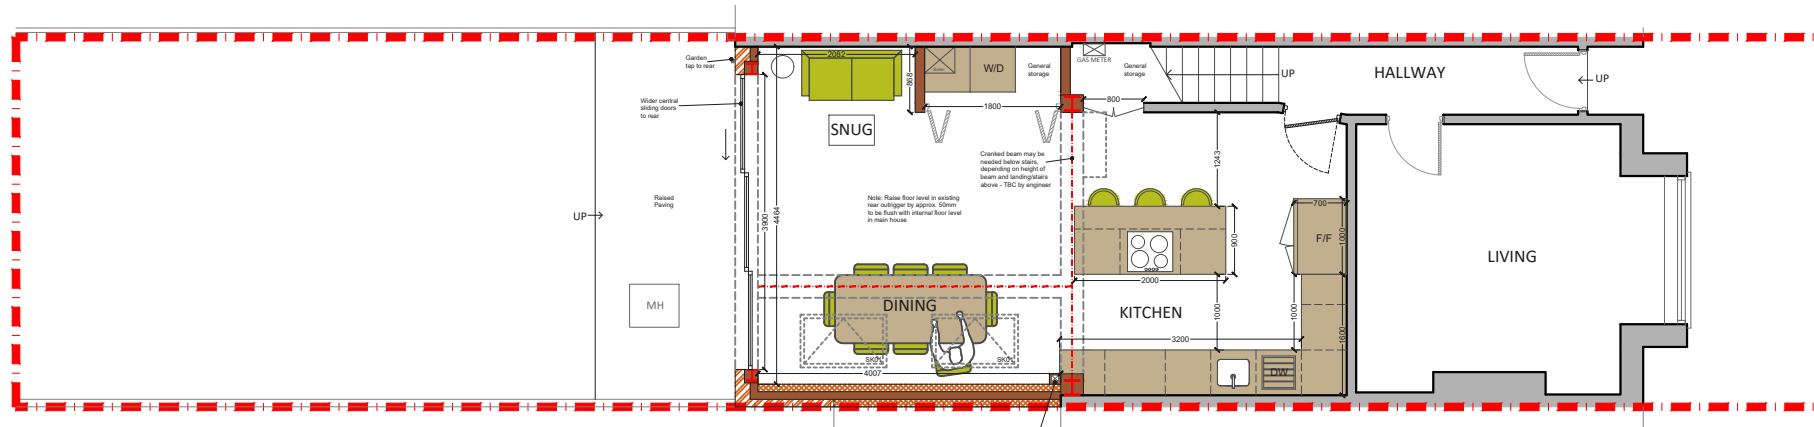 Garden
tap to rear
Wider central
sliding doors
to rear
Raised
Paving
UP
MH
2082
868
3900
4464
SNUG
W/D
General
storage
1800
Note: Raise floor level in existing
rear outrigger by approx. 50mm
to be flush with internal floor level
in main house
DINING
SK01
SK01
4007
Cranked beam may be
needed below stairs,
depending on height of
beam and landing/stairs
above - TBC by engineer
GAS METER
General
storage
800
UP
HALLWAY
UP
1243
900
2000
700
F/F
1000
KITCHEN
1000
1000
3200
1600
DW
LIVING